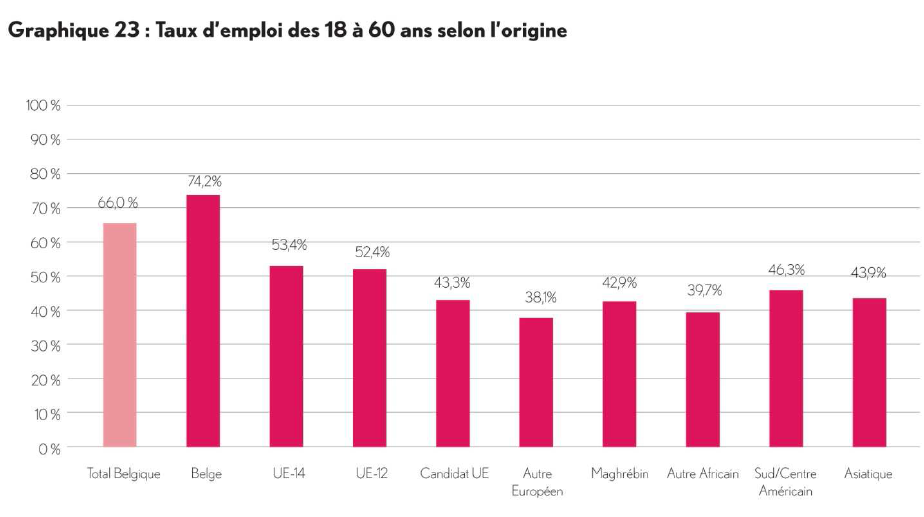 Graphique 23 : Taux d'emploi des 18 à 60 ans selon l'origine
100 %
90 %
80 %
70 %
60 %
50 %
40 %
30 %
20 %
10 %
0 %
66,0 %
74,2%
53,4%
52,4%
43,3%
38,1%
42,9%
39,7%
46,3%
43,9%
Total Belgique
Belge
UE-14
UE-12
Candidat UE
Autre
Européen
Maghrébin
Autre Africain
Sud/Centre
Américain
Asiatique